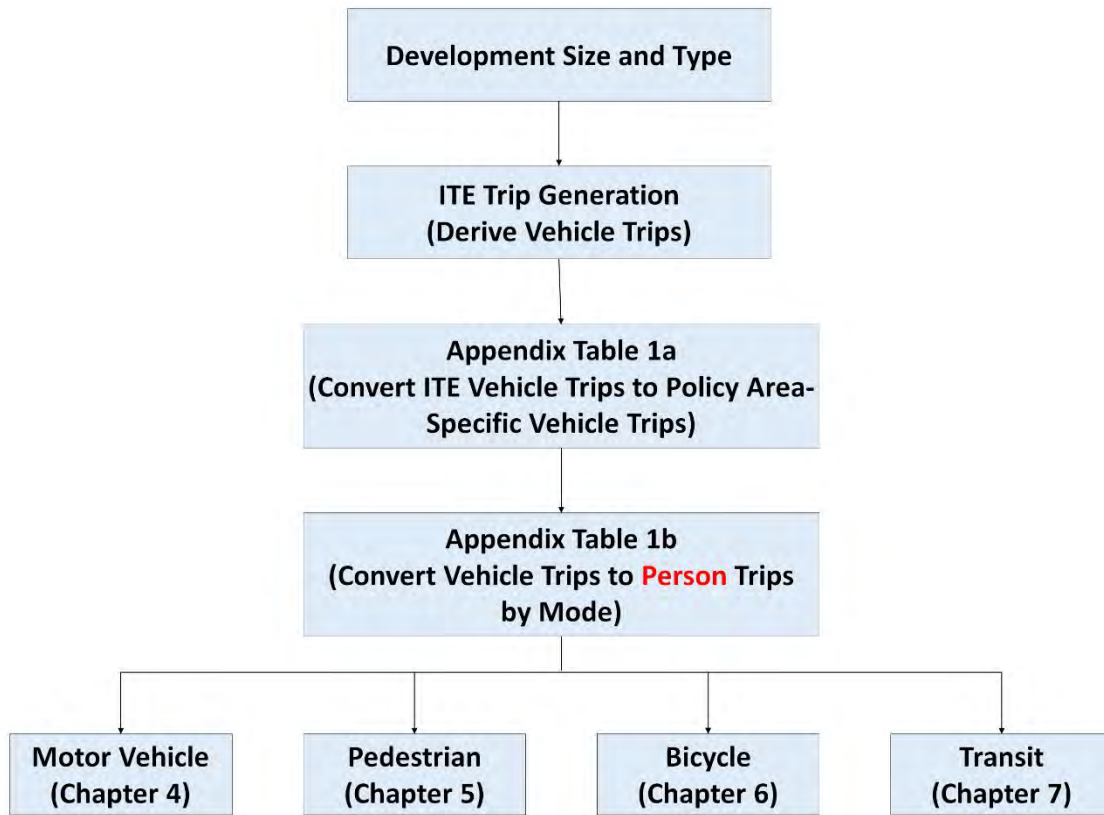 Development Size and Type
ITE Trip Generation
(Derive Vehicle Trips)
Appendix Table 1a
(Convert ITE Vehicle Trips to Policy Area-
Specific Vehicle Trips)
Appendix Table 1b
(Convert Vehicle Trips to Person Trips
by Mode)
Motor Vehicle
(Chapter 4)
Pedestrian
(Chapter 5)
Bicycle
(Chapter 6)
Transit
(Chapter 7)